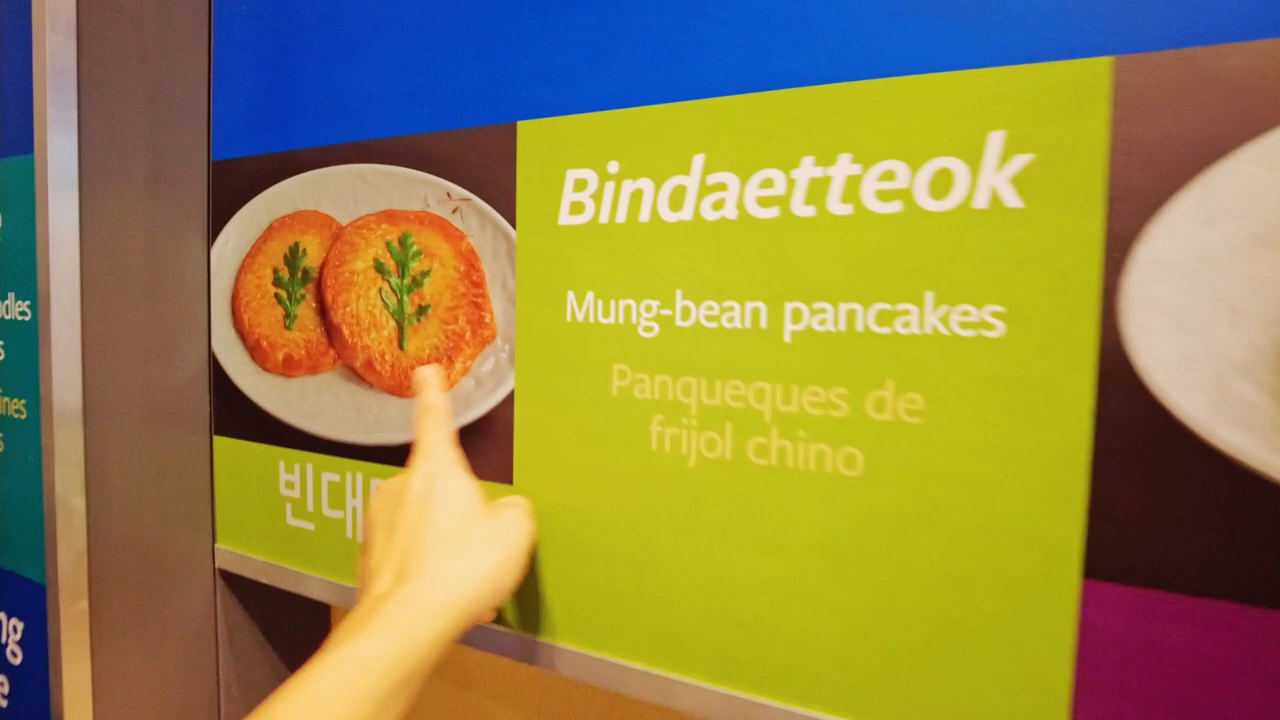 Bindaetteok
Mung-bean pancakes
Panqueques de
frijol chino
빈대